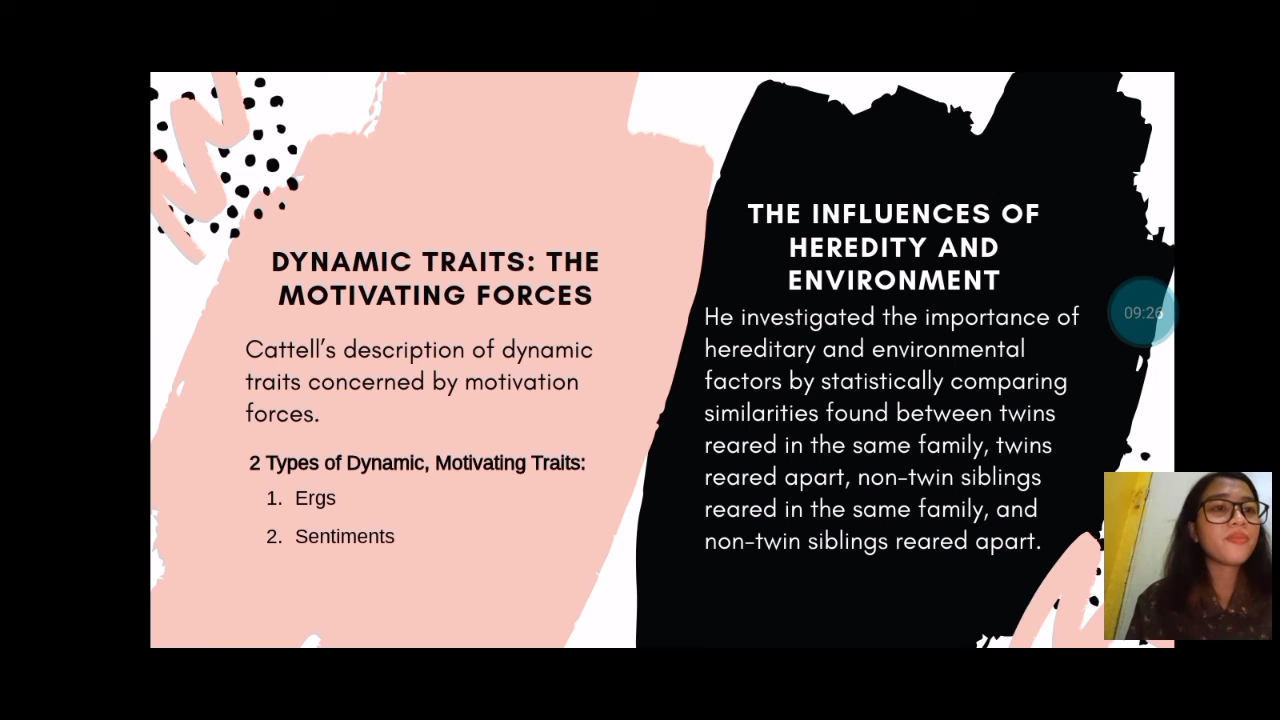 DYNAMIC TRAITS: THE
MOTIVATING FORCES
Cattell's description of dynamic
traits concerned by motivation
forces.
2 Types of Dynamic, Motivating Traits:
1. Ergs
2. Sentiments
THE INFLUENCES OF
HEREDITY AND
ENVIRONMENT
He investigated the importance of
hereditary and environmental
factors by statistically comparing
similarities found between twins
reared in the same family, twins
reared apart, non-twin siblings
reared in the same family, and
non-twin siblings reared apart.
09:26